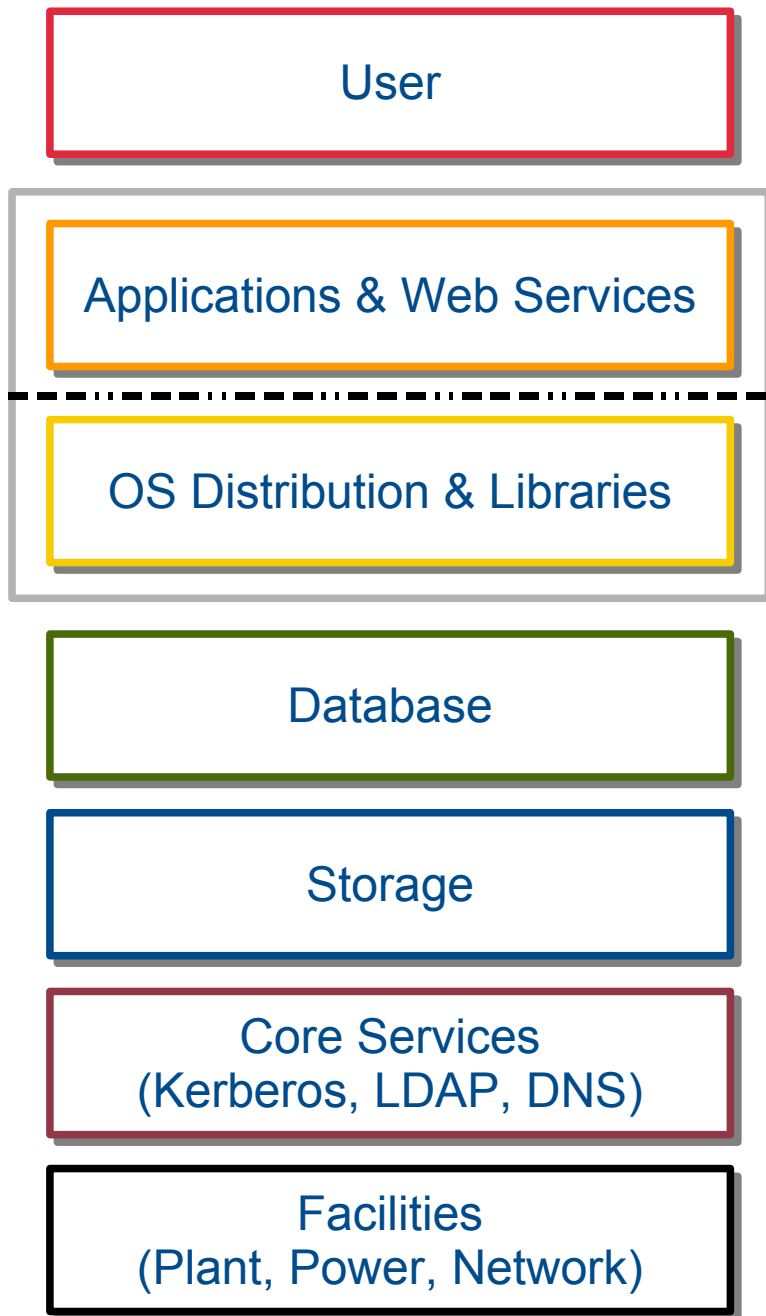 User
Applications & Web Services
OS Distribution & Libraries
Database
Storage
Core Services
(Kerberos, LDAP, DNS)
Facilities
(Plant, Power, Network)